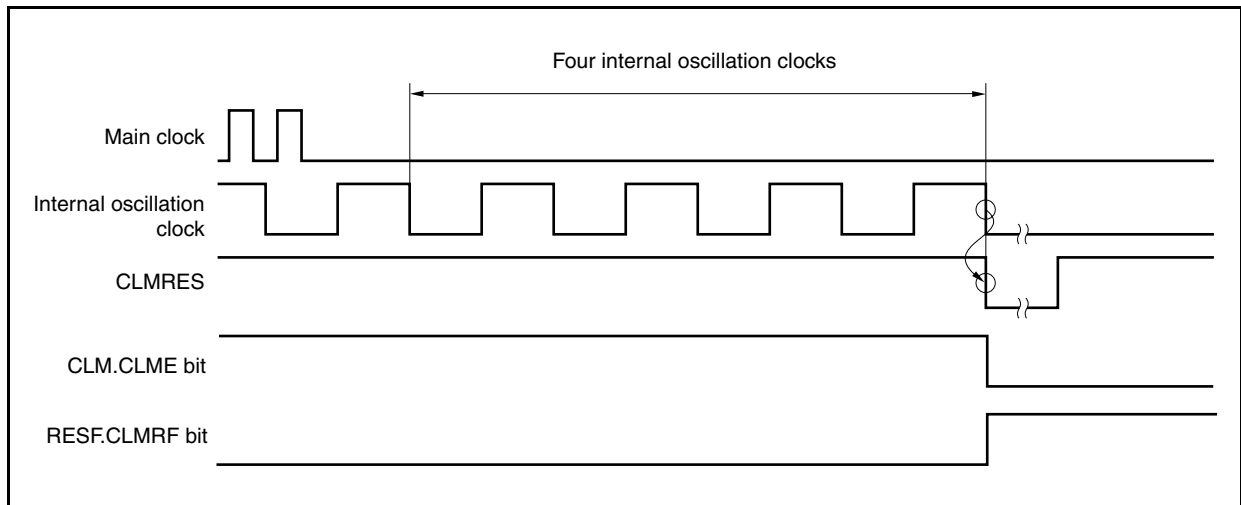 Four internal oscillation clocks
Main clock
Internal oscillation
clock
CLMRES
CLM.CLME bit
RESF.CLMRF bit